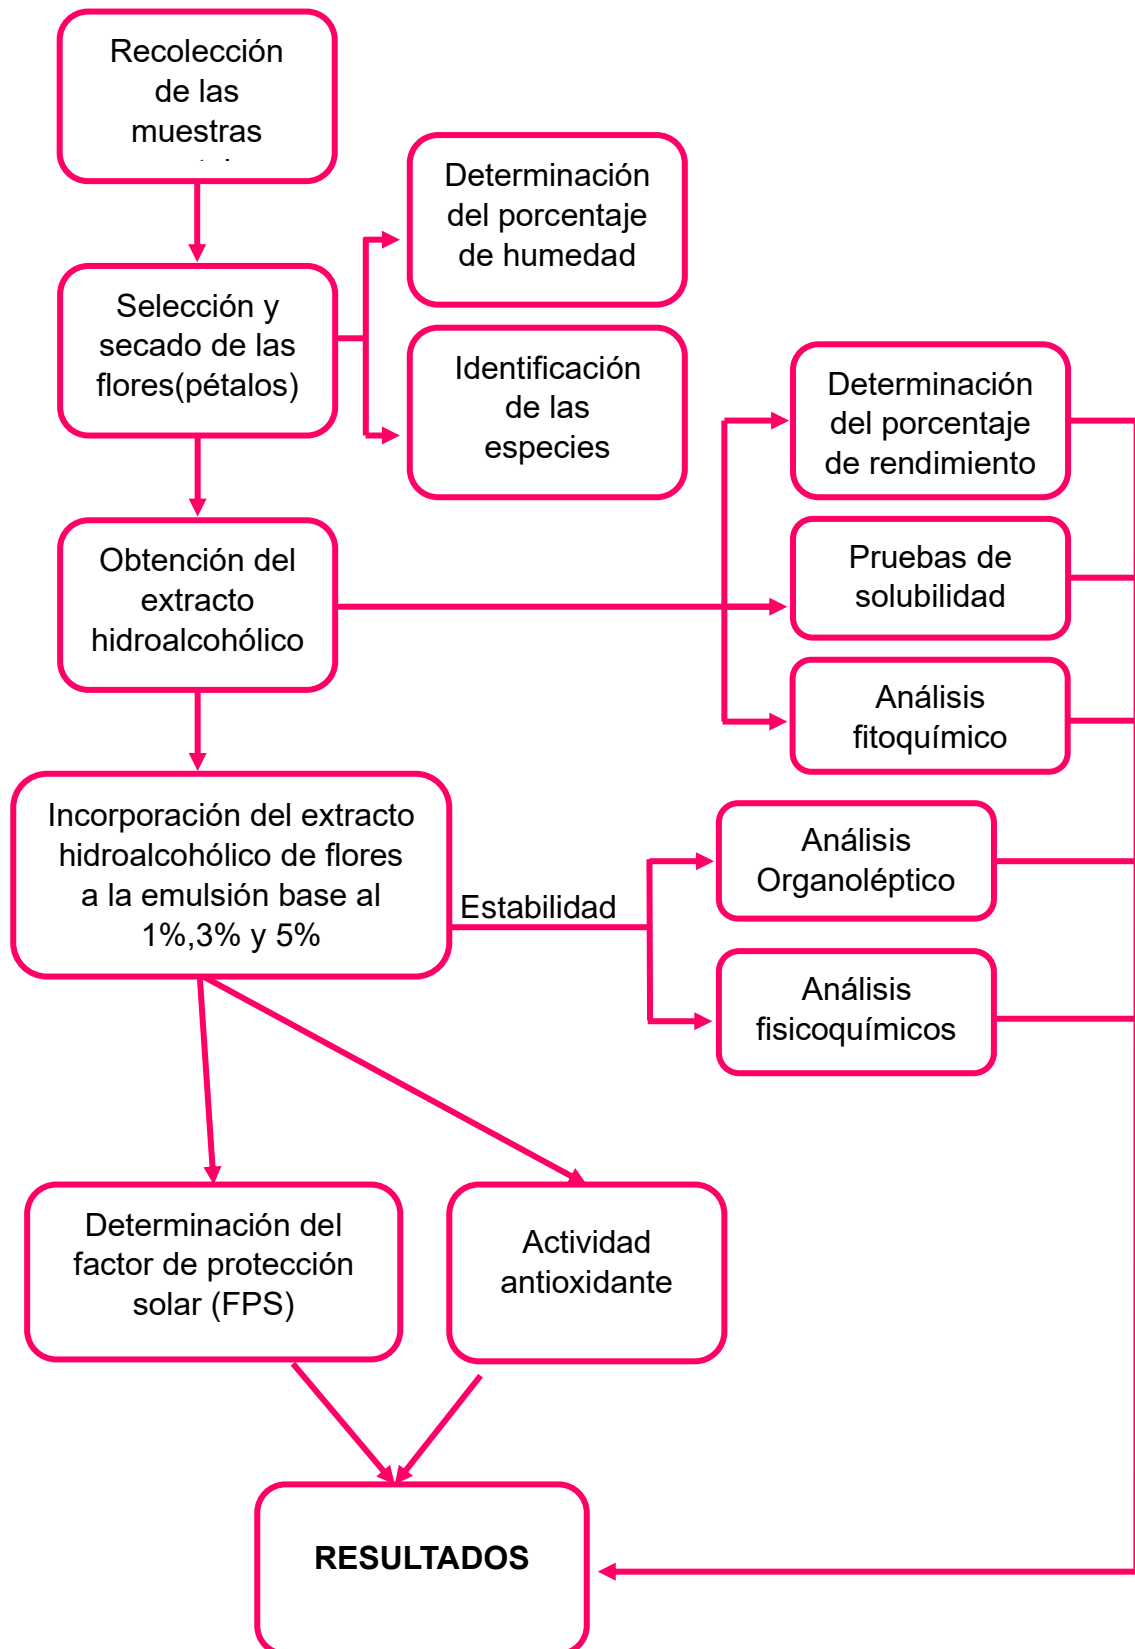 Recolección
de las
muestras
Determinación
del porcentaje
de humedad
Selección y
secado de las
flores(pétalos)
Identificación
de las
especies
Determinación
del porcentaje
de rendimiento
Obtención del
extracto
hidroalcohólico
Pruebas de
solubilidad
Análisis
fitoquímico
Incorporación del extracto
hidroalcohólico de flores
a la emulsión base al
1%,3% y 5%
Estabilidad
Análisis
Organoléptico
Análisis
fisicoquímicos
Determinación del
factor de protección
solar (FPS)
Actividad
antioxidante
RESULTADOS